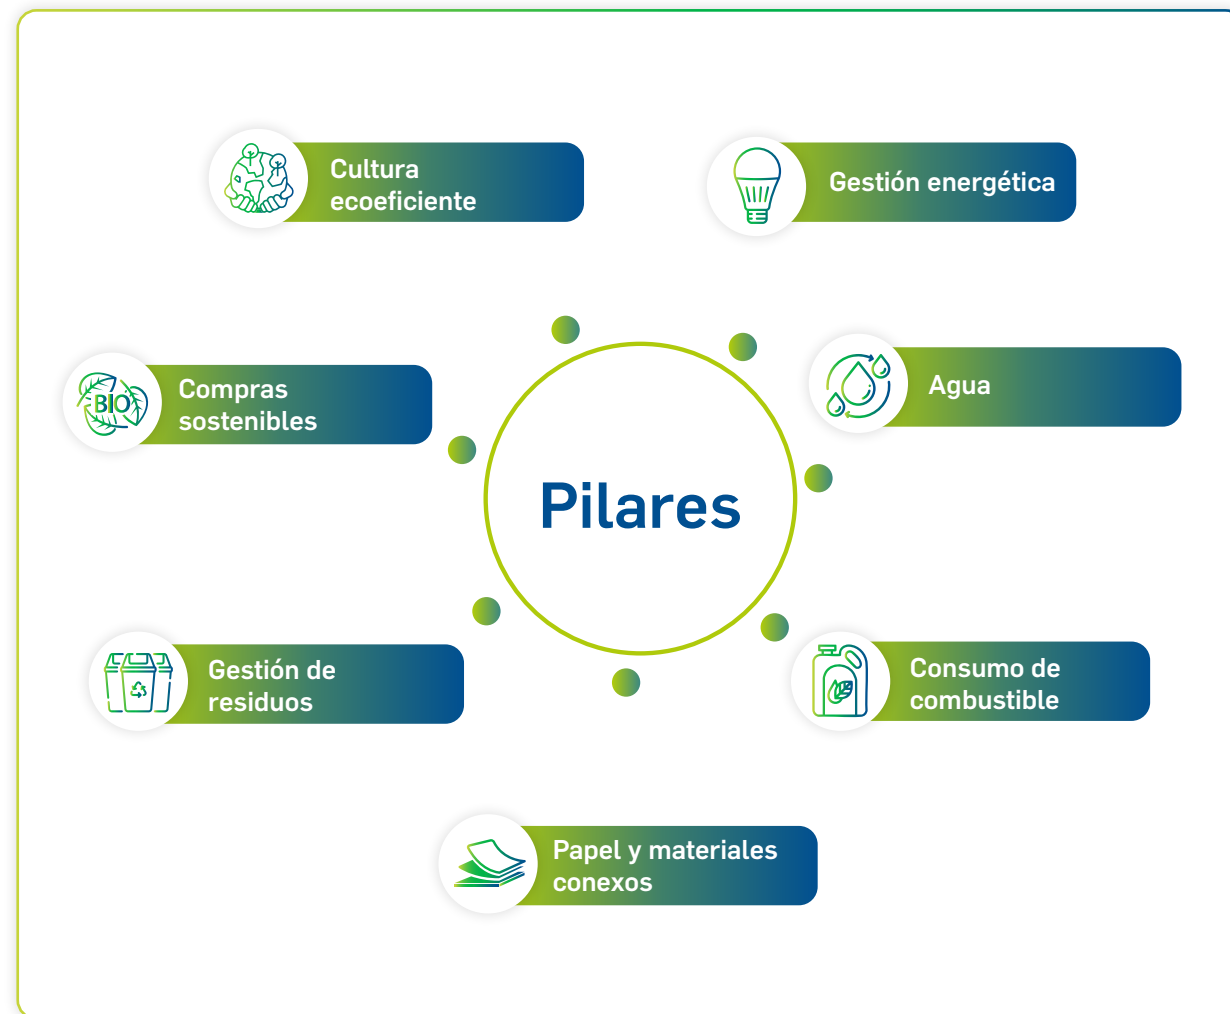 Cultura
ecoeficiente
Gestión energética
Compras
sostenibles
BIO
Agua
Pilares
Gestión de
residuos
Consumo de
combustible
Papel y materiales
conexos